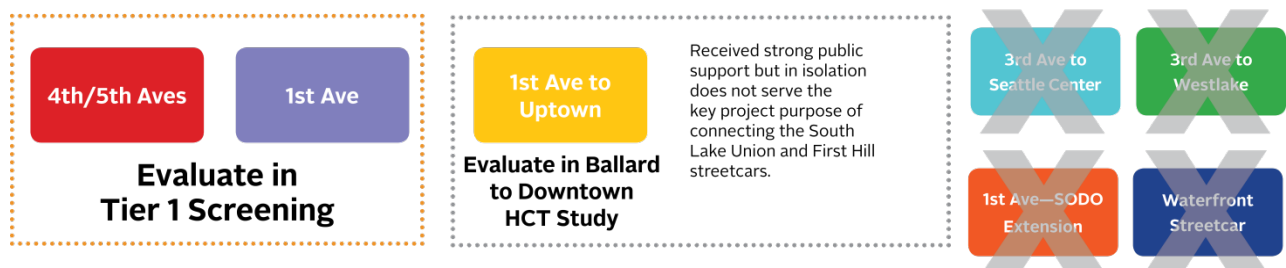 4th/5th Aves
1st Ave
Evaluate in
Tier 1 Screening
1st Ave to
Uptown
Evaluate in Ballard
to Downtown
HCT Study
Received strong public
support but in isolation
does not serve the
key project purpose of
connecting the South
Lake Union and First Hill
streetcars.
3rd Ave to
Seattle Center
3rd Ave to
Westlake
1st Ave—SODO
Extension
Waterfront
Streetcar